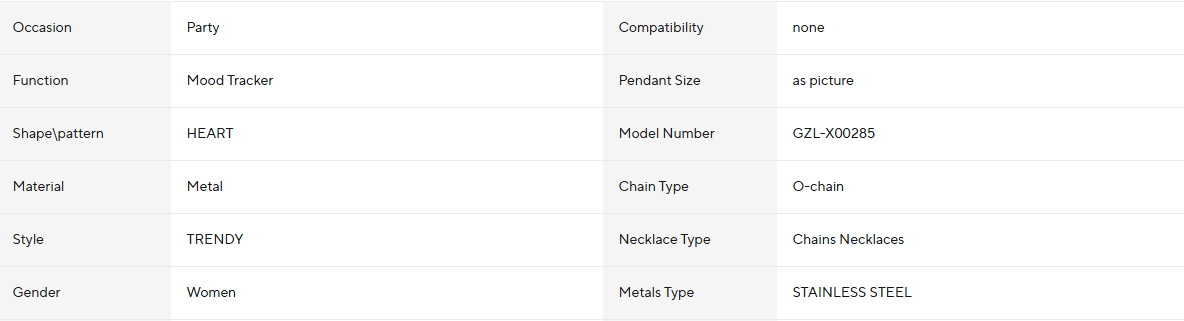 Occasion Party Compatibility none
Function Mood Tracker Pendant Size as picture
Shape\pattern HEART Model Number GZL-X00285
Material Metal Chain Type O-chain
Style TRENDY Necklace Type Chains Necklaces
Gender Women Metals Type STAINLESS STEEL